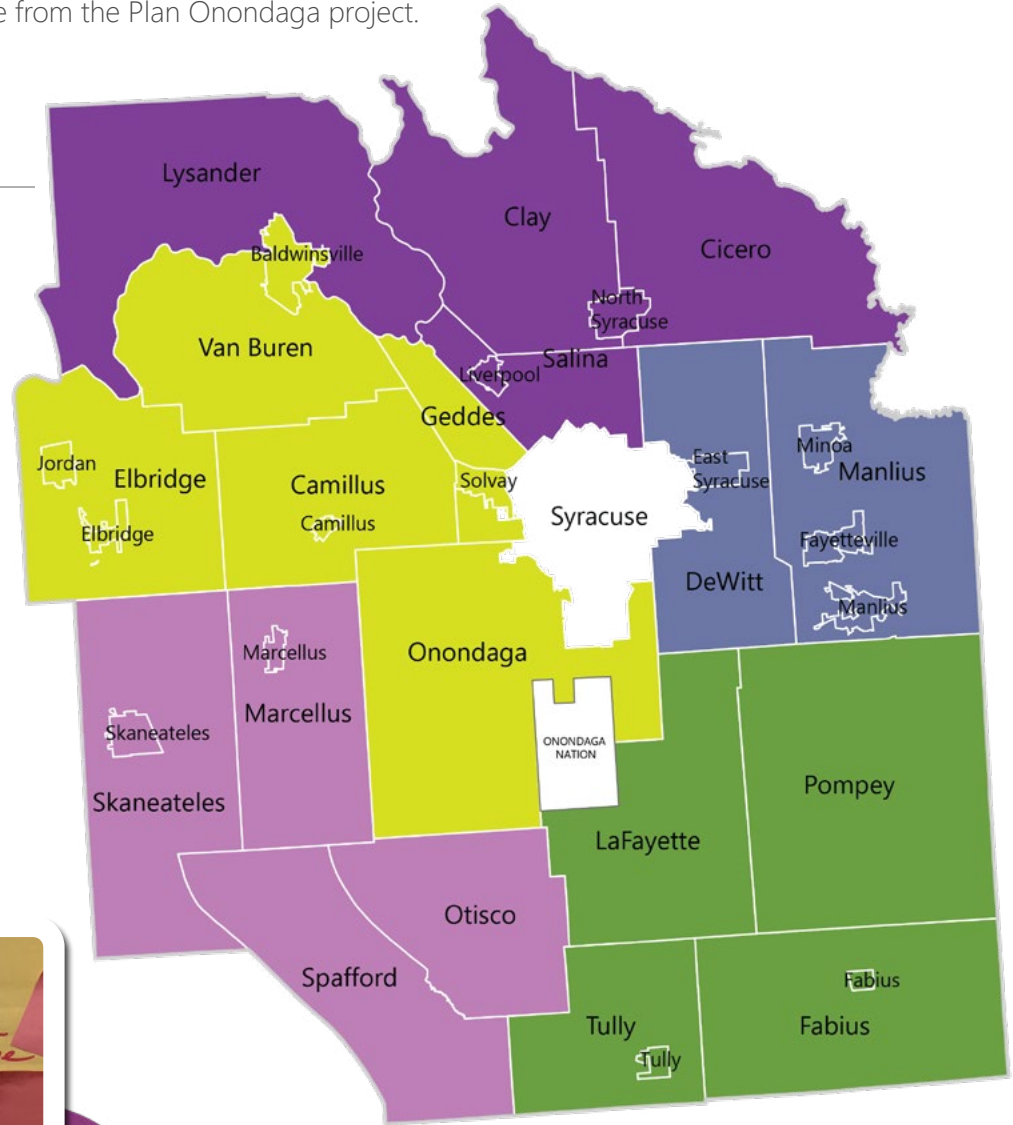 e from the Plan Onondaga project.
Lysander
Clay
Cicero
Baldwinsville
North
Syracuse
Van Buren
Salina
Liverpool
Geddes
Minoa
East
Syracuse
Manlius
Jordan
Elbridge
Camillus
Solvay
Syracuse
Camillus
Elbridge
Fayetteville
DeWitt
Manlius
Onondaga
Marcellus
Marcellus
Skaneateles
ONONDAGA
NATION
Pompey
Skaneateles
LaFayette
Otisco
Spafford
Fabius
Tully
Fabius
Tully